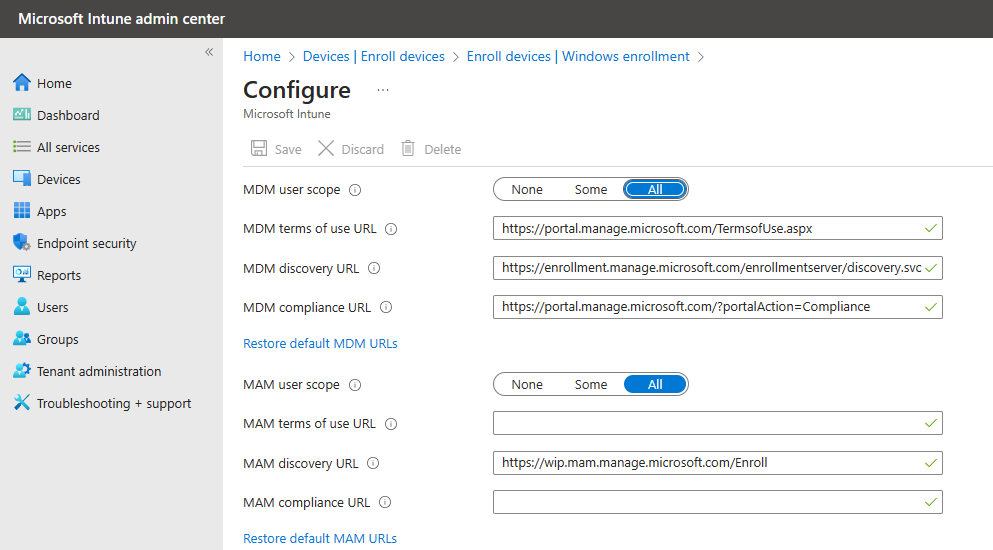 Microsoft Intune admin center
«
Home
Dashboard
All services
Devices
Apps
Endpoint security
Reports
Users
Groups
Tenant administration
Troubleshooting + support
Home > Devices | Enroll devices > Enroll devices | Windows enrollment >
Configure ...
Microsoft Intune
Save Discard Delete
MDM user scope None Some All
MDM terms of use URL https://portal.manage.microsoft.com/TermsofUse.aspx
MDM discovery URL https://enrollment.manage.microsoft.com/enrollmentserver/discovery.svc
MDM compliance URL https://portal.manage.microsoft.com/?portalAction=Compliance
Restore default MDM URLs
MAM user scope None Some All
MAM terms of use URL
MAM discovery URL https://wip.mam.manage.microsoft.com/Enroll
MAM compliance URL
Restore default MAM URLs